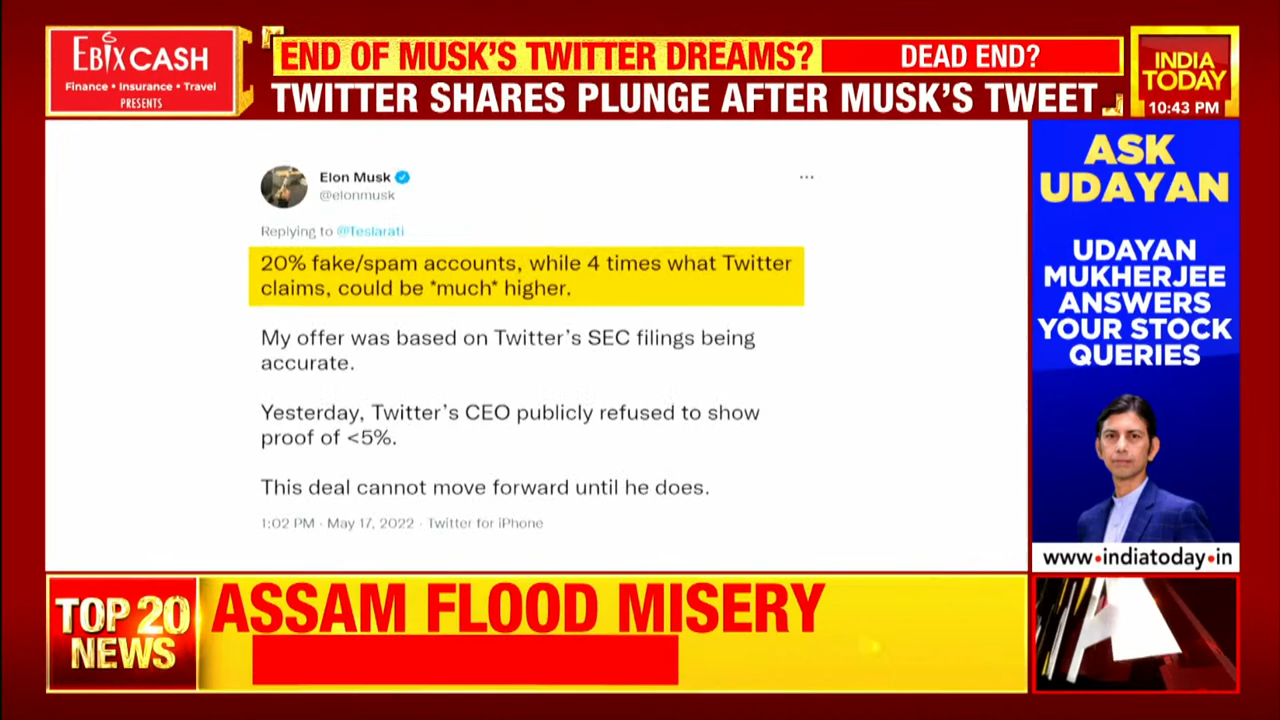 EBIXCASH
Finance • Insurance • Travel
PRESENTS
END OF MUSK'S TWITTER DREAMS?
DEAD END?
TWITTER SHARES PLUNGE AFTER MUSK'S TWEET
INDIA
TODAY
10:43 PM
Elon Musk
@elonmusk
Replying to @Teslarati
20% fake/spam accounts, while 4 times what Twitter
claims, could be *much* higher.
My offer was based on Twitter's SEC filings being
accurate.
Yesterday, Twitter's CEO publicly refused to show
proof of <5%.
This deal cannot move forward until he does.
1:02 PM · May 17, 2022 · Twitter for iPhone
ASK
UDAYAN
UDAYAN
MUKHERJEE
ANSWERS
YOUR STOCK
QUERIES
www•indiatoday•in
TOP 20
NEWS
ASSAM FLOOD MISERY